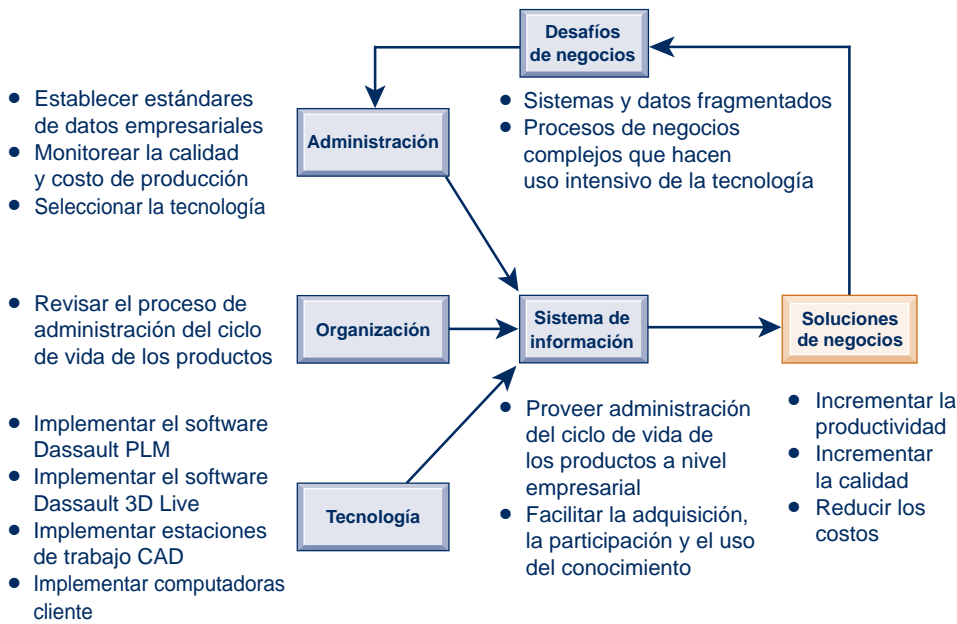 Desafíos
de negocios
• Sistemas y datos fragmentados
• Procesos de negocios
complejos que hacen
uso intensivo de la tecnología
• Establecer estándares
de datos empresariales
• Monitorear la calidad
y costo de producción
• Seleccionar la tecnología
Administración
• Revisar el proceso de
administración del ciclo
de vida de los productos
Organización
Sistema de
información
Soluciones
de negocios
• Implementar el software
Dassault PLM
• Implementar el software
Dassault 3D Live
• Implementar estaciones
de trabajo CAD
• Implementar computadoras
cliente
Tecnología
• Proveer administración
del ciclo de vida de
los productos a nivel
empresarial
• Facilitar la adquisición,
la participación y el uso
del conocimiento
• Incrementar la
productividad
• Incrementar
la calidad
• Reducir los
costos